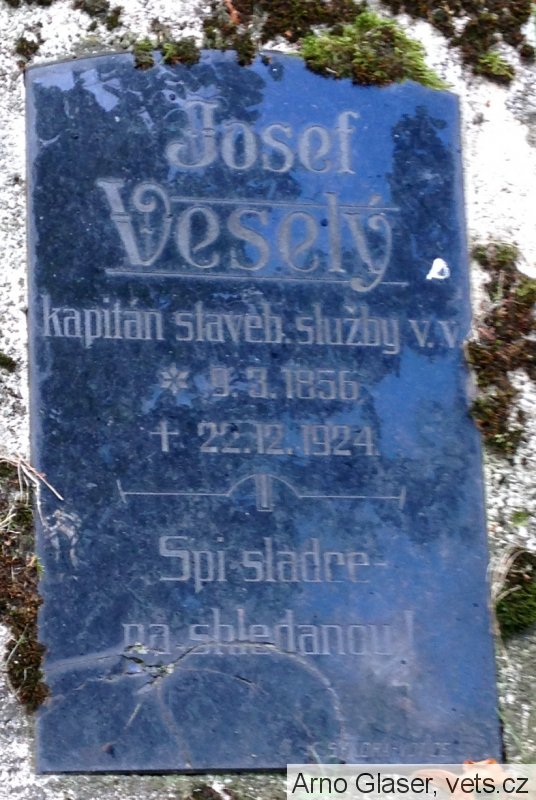 Josef
Veselý
kapitán staveb. služby v. v.
* 9. 3. 1856
† 22. 12. 1924.
Spi sladce-
na shledanou!
Arno Glaser, vets.cz